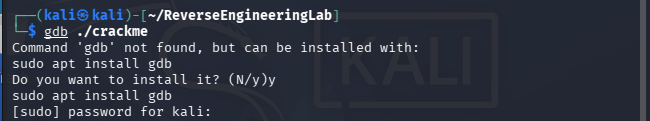 ┌──(kali㉿kali)-[~/ReverseEngineeringLab]
└─$ gdb ./crackme
Command 'gdb' not found, but can be installed with:
sudo apt install gdb
Do you want to install it? (N/y)y
sudo apt install gdb
[sudo] password for kali:
KALI